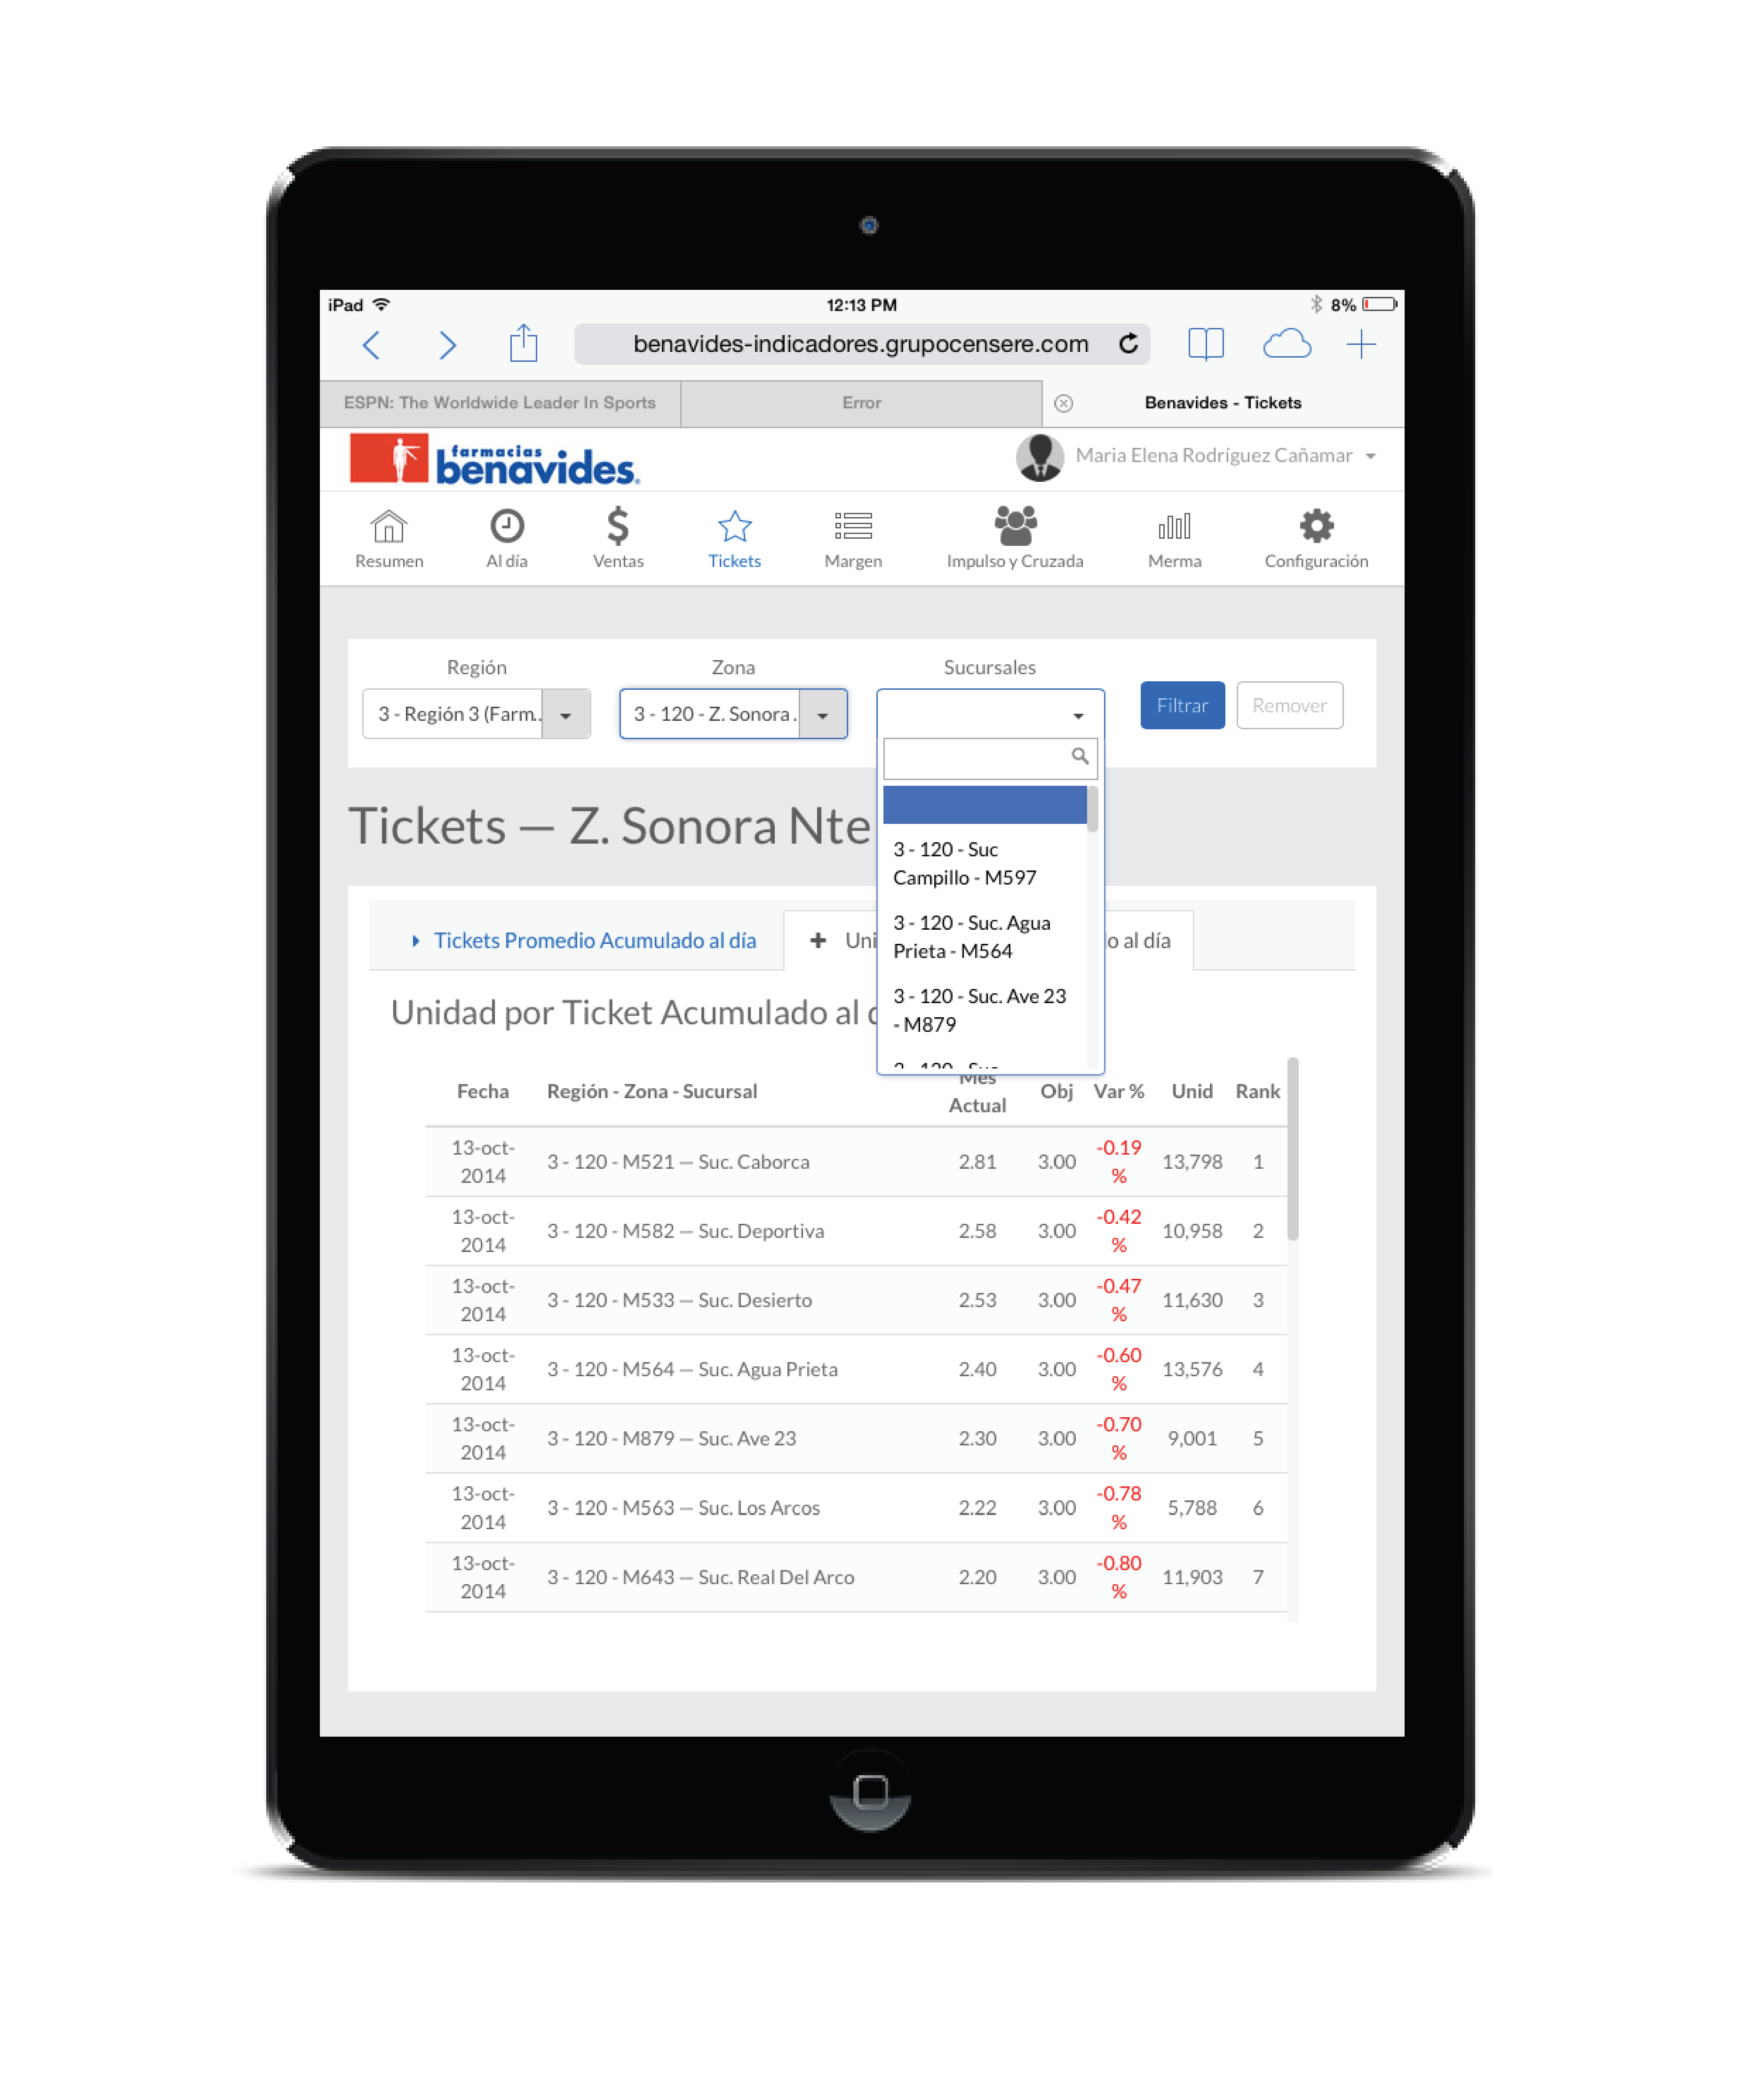 iPad 12:13 PM 8%
benavides-indicadores.grupocensere.com
ESPN: The Worldwide Leader In Sports Error Benavides - Tickets
farmacias
benavides®
Maria Elena Rodríguez Cañamar
Resumen Al día Ventas Tickets Margen Impulso y Cruzada Merma Configuración
Región Zona Sucursales
3 - Región 3 (Farm.. 3 - 120 - Z. Sonora . Filtrar Remover
Tickets — Z. Sonora Nte
3 - 120 - Suc
Campillo - M597
3 - 120 - Suc. Agua
Prieta - M564
3 - 120 - Suc. Ave 23
- M879
3 - 120 - Suc.
Tickets Promedio Acumulado al día + Uni o al día
Unidad por Ticket Acumulado al
Fecha Región - Zona - Sucursal Mes Actual Obj Var % Unid Rank
13-oct-2014 3 - 120 - M521 — Suc. Caborca 2.81 3.00 -0.19 % 13,798 1
13-oct-2014 3 - 120 - M582 — Suc. Deportiva 2.58 3.00 -0.42 % 10,958 2
13-oct-2014 3 - 120 - M533 — Suc. Desierto 2.53 3.00 -0.47 % 11,630 3
13-oct-2014 3 - 120 - M564 — Suc. Agua Prieta 2.40 3.00 -0.60 % 13,576 4
13-oct-2014 3 - 120 - M879 — Suc. Ave 23 2.30 3.00 -0.70 % 9,001 5
13-oct-2014 3 - 120 - M563 — Suc. Los Arcos 2.22 3.00 -0.78 % 5,788 6
13-oct-2014 3 - 120 - M643 — Suc. Real Del Arco 2.20 3.00 -0.80 % 11,903 7